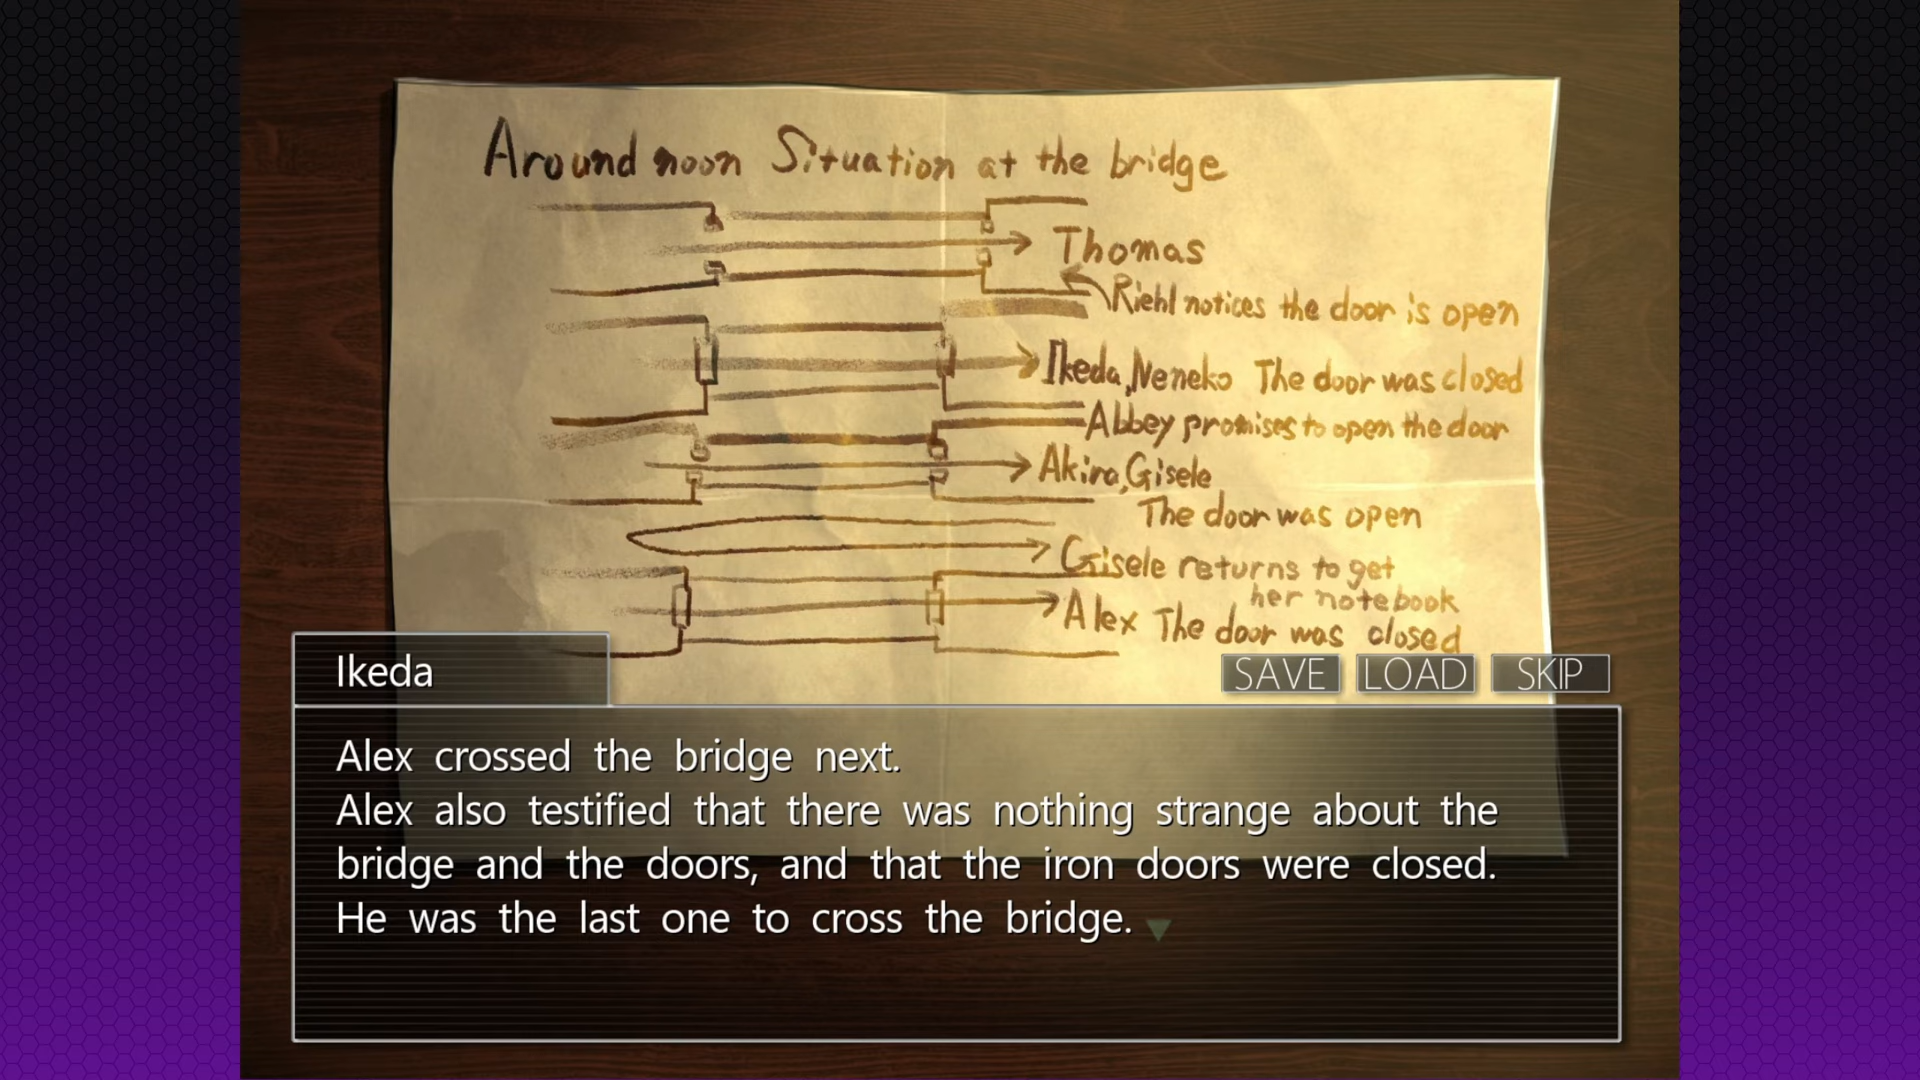 Around noon Situation at the bridge
Thomas
Riehl notices the door is open
Ikeda, Neneko The door was closed
Abbey promises to open the door
Akira, Gisele
The door was open
Gisele returns to get
her notebook
Alex The door was closed
Ikeda
SAVE LOAD SKIP
Alex crossed the bridge next.
Alex also testified that there was nothing strange about the
bridge and the doors, and that the iron doors were closed.
He was the last one to cross the bridge.